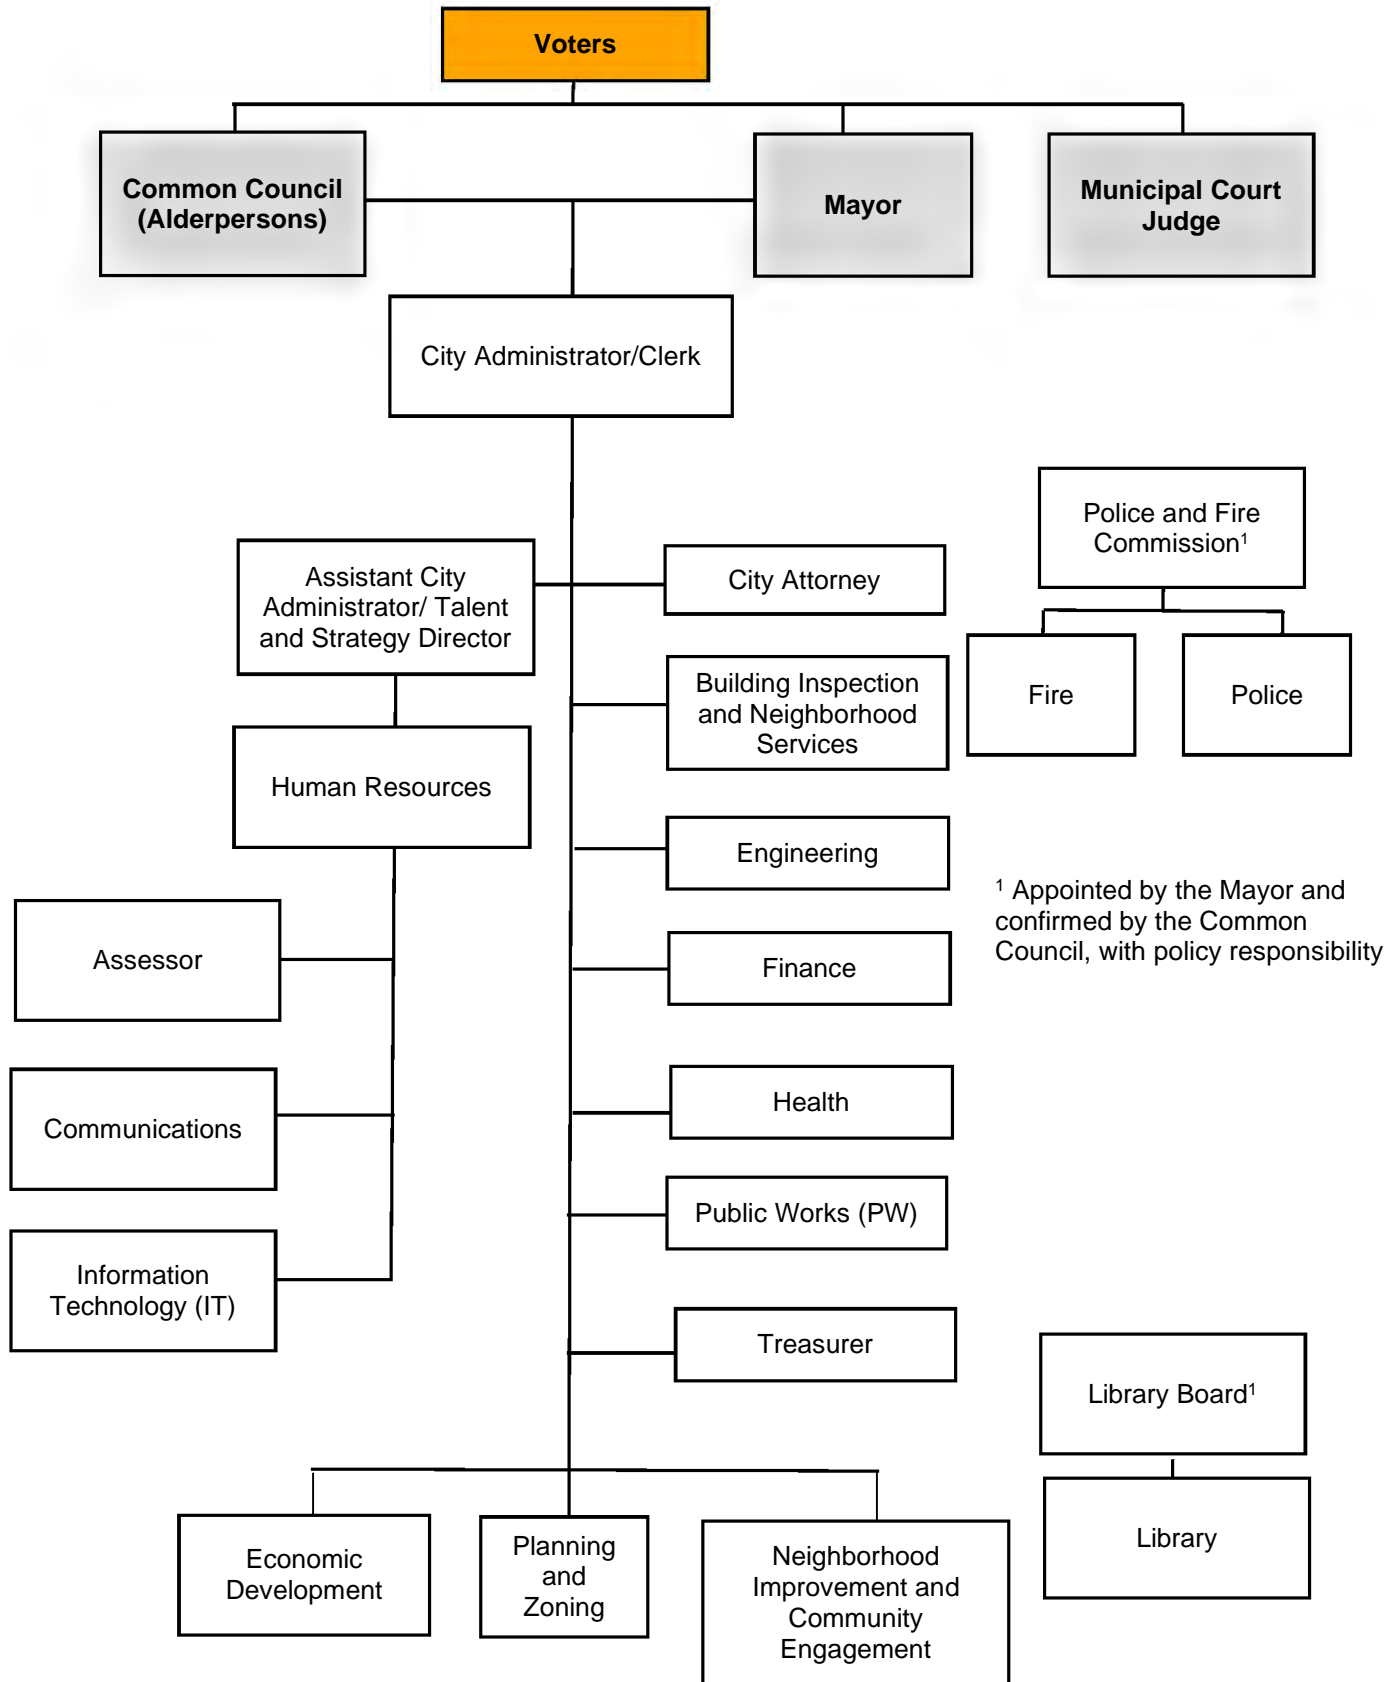 Voters
Common Council
(Alderpersons)
Mayor
Municipal Court
Judge
City Administrator/Clerk
Police and Fire
Commission¹
Assistant City
Administrator/ Talent
and Strategy Director
City Attorney
Fire
Police
Building Inspection
and Neighborhood
Services
Human Resources
Engineering
¹ Appointed by the Mayor and
confirmed by the Common
Council, with policy responsibility
Assessor
Finance
Communications
Health
Public Works (PW)
Information
Technology (IT)
Treasurer
Library Board¹
Library
Economic
Development
Planning
and
Zoning
Neighborhood
Improvement and
Community
Engagement